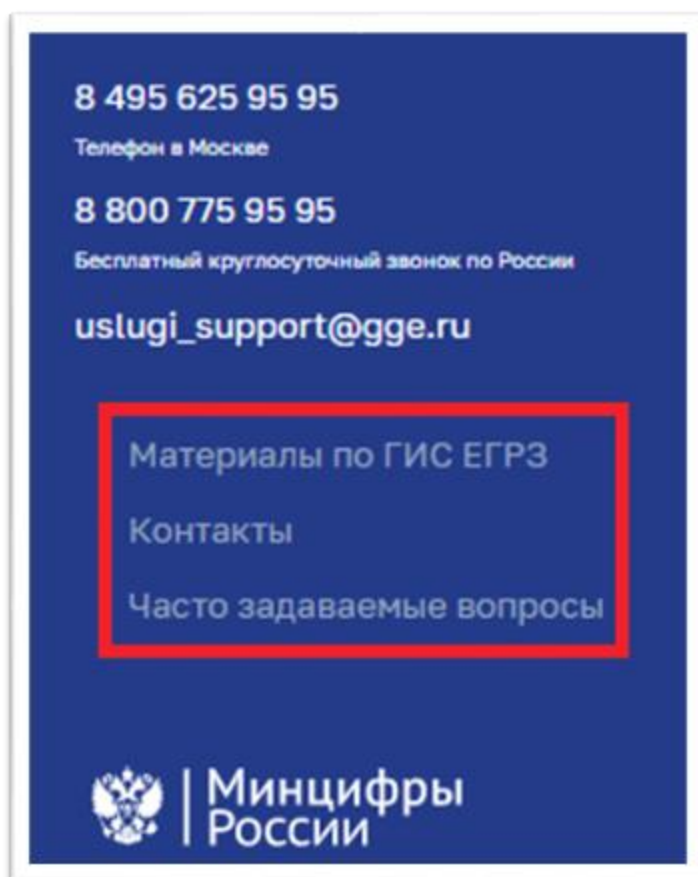 8 495 625 95 95
Телефон в Москве
8 800 775 95 95
Бесплатный круглосуточный звонок по России
uslugi_support@gge.ru
Материалы по ГИС ЕГРЗ
Контакты
Часто задаваемые вопросы
Минцифры
России